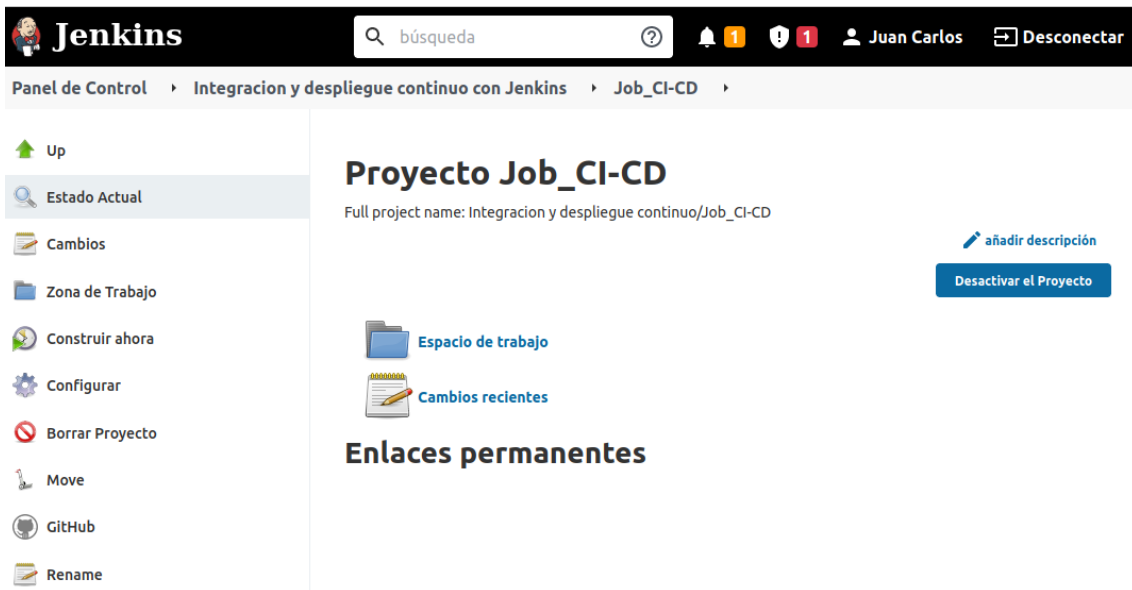 Jenkins búsqueda 1 1 Juan Carlos Desconectar
Panel de Control Integracion y despliegue continuo con Jenkins Job_CI-CD
Up
Estado Actual
Cambios
Zona de Trabajo
Construir ahora
Configurar
Borrar Proyecto
Move
GitHub
Rename
Proyecto Job_CI-CD
Full project name: Integracion y despliegue continuo/Job_CI-CD
añadir descripción
Desactivar el Proyecto
Espacio de trabajo
Cambios recientes
Enlaces permanentes